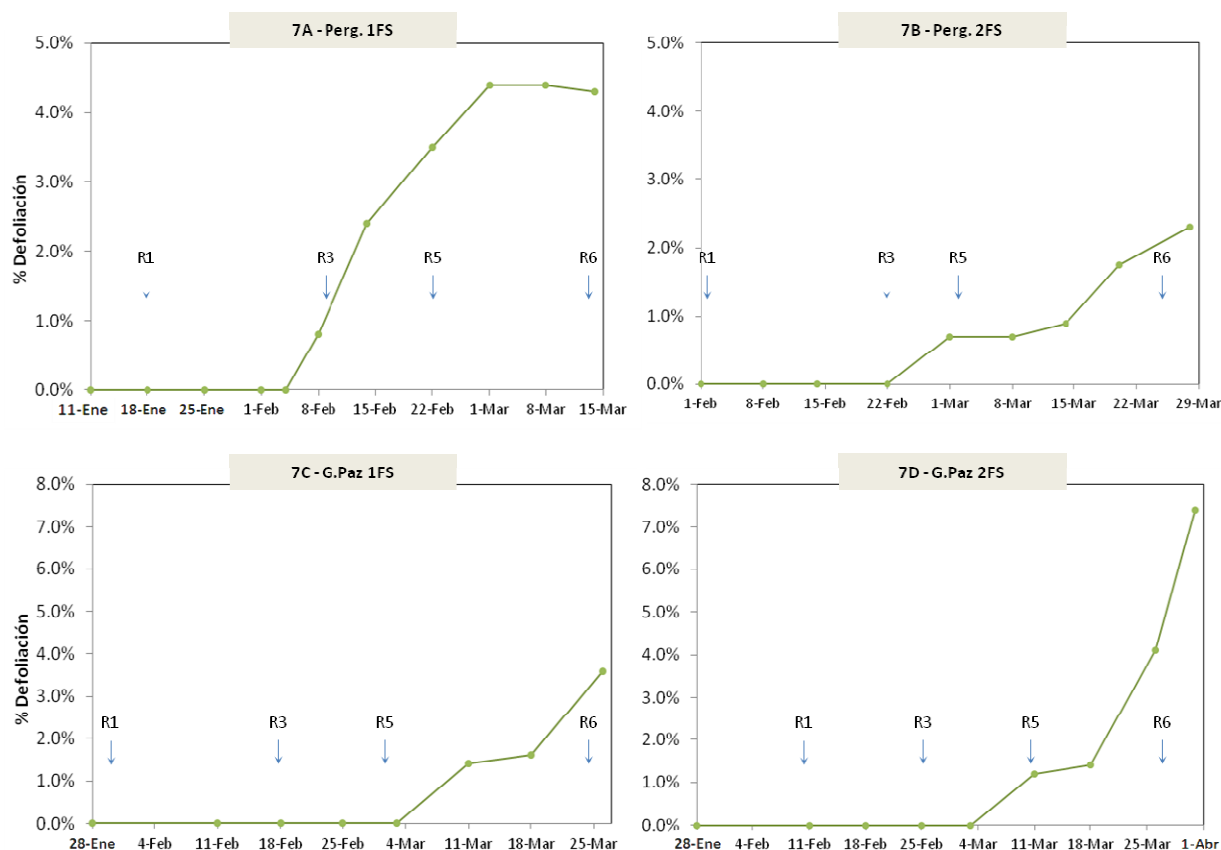 7A - Perg. 1FS
5.0%
4.0%
3.0%
2.0%
1.0%
0.0%
% Defoliación
R1
R3
R5
R6
11-Ene 18-Ene 25-Ene 1-Feb 8-Feb 15-Feb 22-Feb 1-Mar 8-Mar 15-Mar
7B - Perg. 2FS
5.0%
4.0%
3.0%
2.0%
1.0%
0.0%
R1
R3
R5
R6
1-Feb 8-Feb 15-Feb 22-Feb 1-Mar 8-Mar 15-Mar 22-Mar 29-Mar
7C - G.Paz 1FS
8.0%
7.0%
6.0%
5.0%
4.0%
3.0%
2.0%
1.0%
0.0%
% Defoliación
R1
R3
R5
R6
28-Ene 4-Feb 11-Feb 18-Feb 25-Feb 4-Mar 11-Mar 18-Mar 25-Mar
7D - G.Paz 2FS
8.0%
7.0%
6.0%
5.0%
4.0%
3.0%
2.0%
1.0%
0.0%
R1
R3
R5
R6
28-Ene 4-Feb 11-Feb 18-Feb 25-Feb 4-Mar 11-Mar 18-Mar 25-Mar 1-Abr